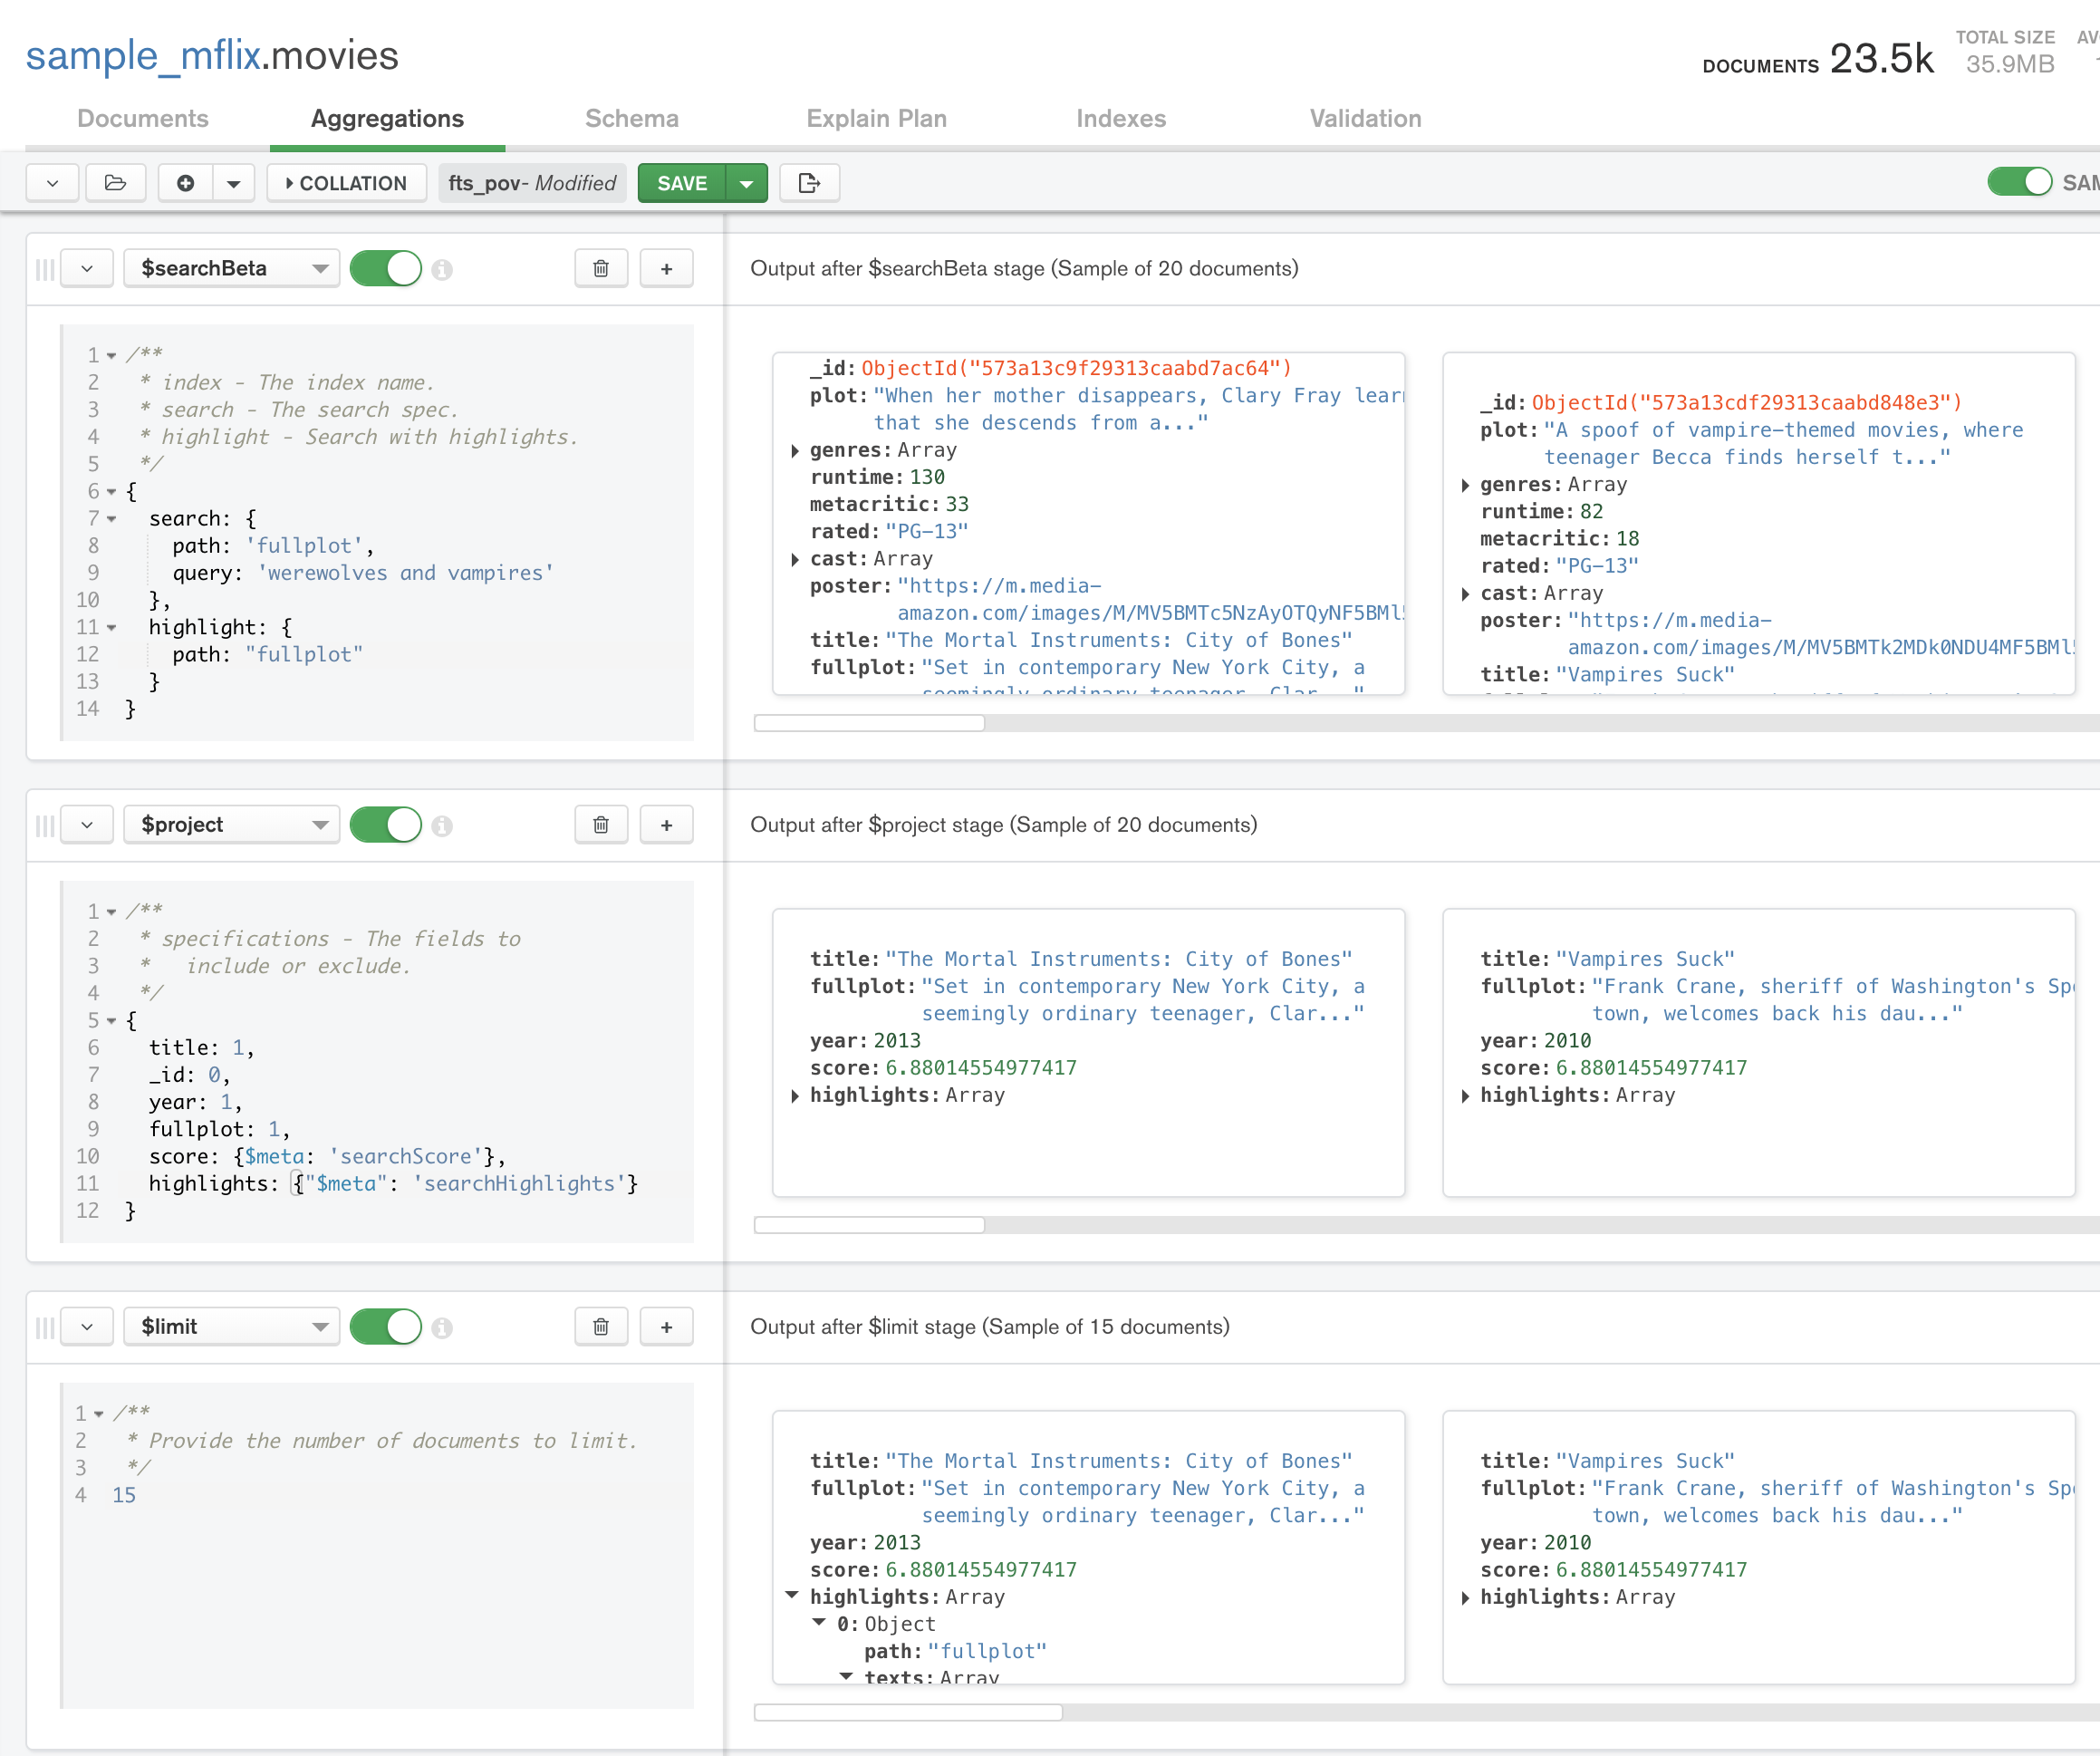 sample_mflix.movies
DOCUMENTS 23.5k
TOTAL SIZE
35.9MB
Documents
Aggregations
Schema
Explain Plan
Indexes
Validation
COLLATION
fts_pov- Modified
SAVE
$searchBeta
Output after $searchBeta stage (Sample of 20 documents)
1 /**
2 * index - The index name.
3 * search - The search spec.
4 * highlight - Search with highlights.
5 */
6 {
7 search: {
8 path: 'fullplot',
9 query: 'werewolves and vampires'
10 },
11 highlight: {
12 path: "fullplot"
13 }
14 }
_id: ObjectId("573a13c9f29313caabd7ac64")
plot: "When her mother disappears, Clary Fray
that she descends from a..."
genres: Array
runtime: 130
metacritic: 33
rated: "PG-13"
cast: Array
poster: "https://m.media-
amazon.com/images/M/MV5BMTc5NzAyOTQyNF5BMl
title: "The Mortal Instruments: City of Bones"
fullplot: "Set in contemporary New York City, a
seemingly ordinary teenager, Clar..."
_id: ObjectId("573a13cdf29313caabd848e3")
plot: "A spoof of vampire-themed movies, where
teenager Becca finds herself t..."
genres: Array
runtime: 82
metacritic: 18
rated: "PG-13"
cast: Array
poster: "https://m.media-
amazon.com/images/M/MV5BMTk2MDk0NDU4MF5BMl
title: "Vampires Suck"
$project
Output after $project stage (Sample of 20 documents)
1 /**
2 * specifications - The fields to
3 * include or exclude.
4 */
5 {
6 title: 1,
7 _id: 0,
8 year: 1,
9 fullplot: 1,
10 score: {$meta: 'searchScore'},
11 highlights: {"$meta": 'searchHighlights'}
12 }
title: "The Mortal Instruments: City of Bones"
fullplot: "Set in contemporary New York City, a
seemingly ordinary teenager, Clar..."
year: 2013
score: 6.88014554977417
highlights: Array
title: "Vampires Suck"
fullplot: "Frank Crane, sheriff of Washington's
town, welcomes back his dau..."
year: 2010
score: 6.88014554977417
highlights: Array
$limit
Output after $limit stage (Sample of 15 documents)
1 /**
2 * Provide the number of documents to limit.
3 */
4 15
title: "The Mortal Instruments: City of Bones"
fullplot: "Set in contemporary New York City, a
seemingly ordinary teenager, Clar..."
year: 2013
score: 6.88014554977417
highlights: Array
0: Object
path: "fullplot"
texts: Array
title: "Vampires Suck"
fullplot: "Frank Crane, sheriff of Washington's
town, welcomes back his dau..."
year: 2010
score: 6.88014554977417
highlights: Array